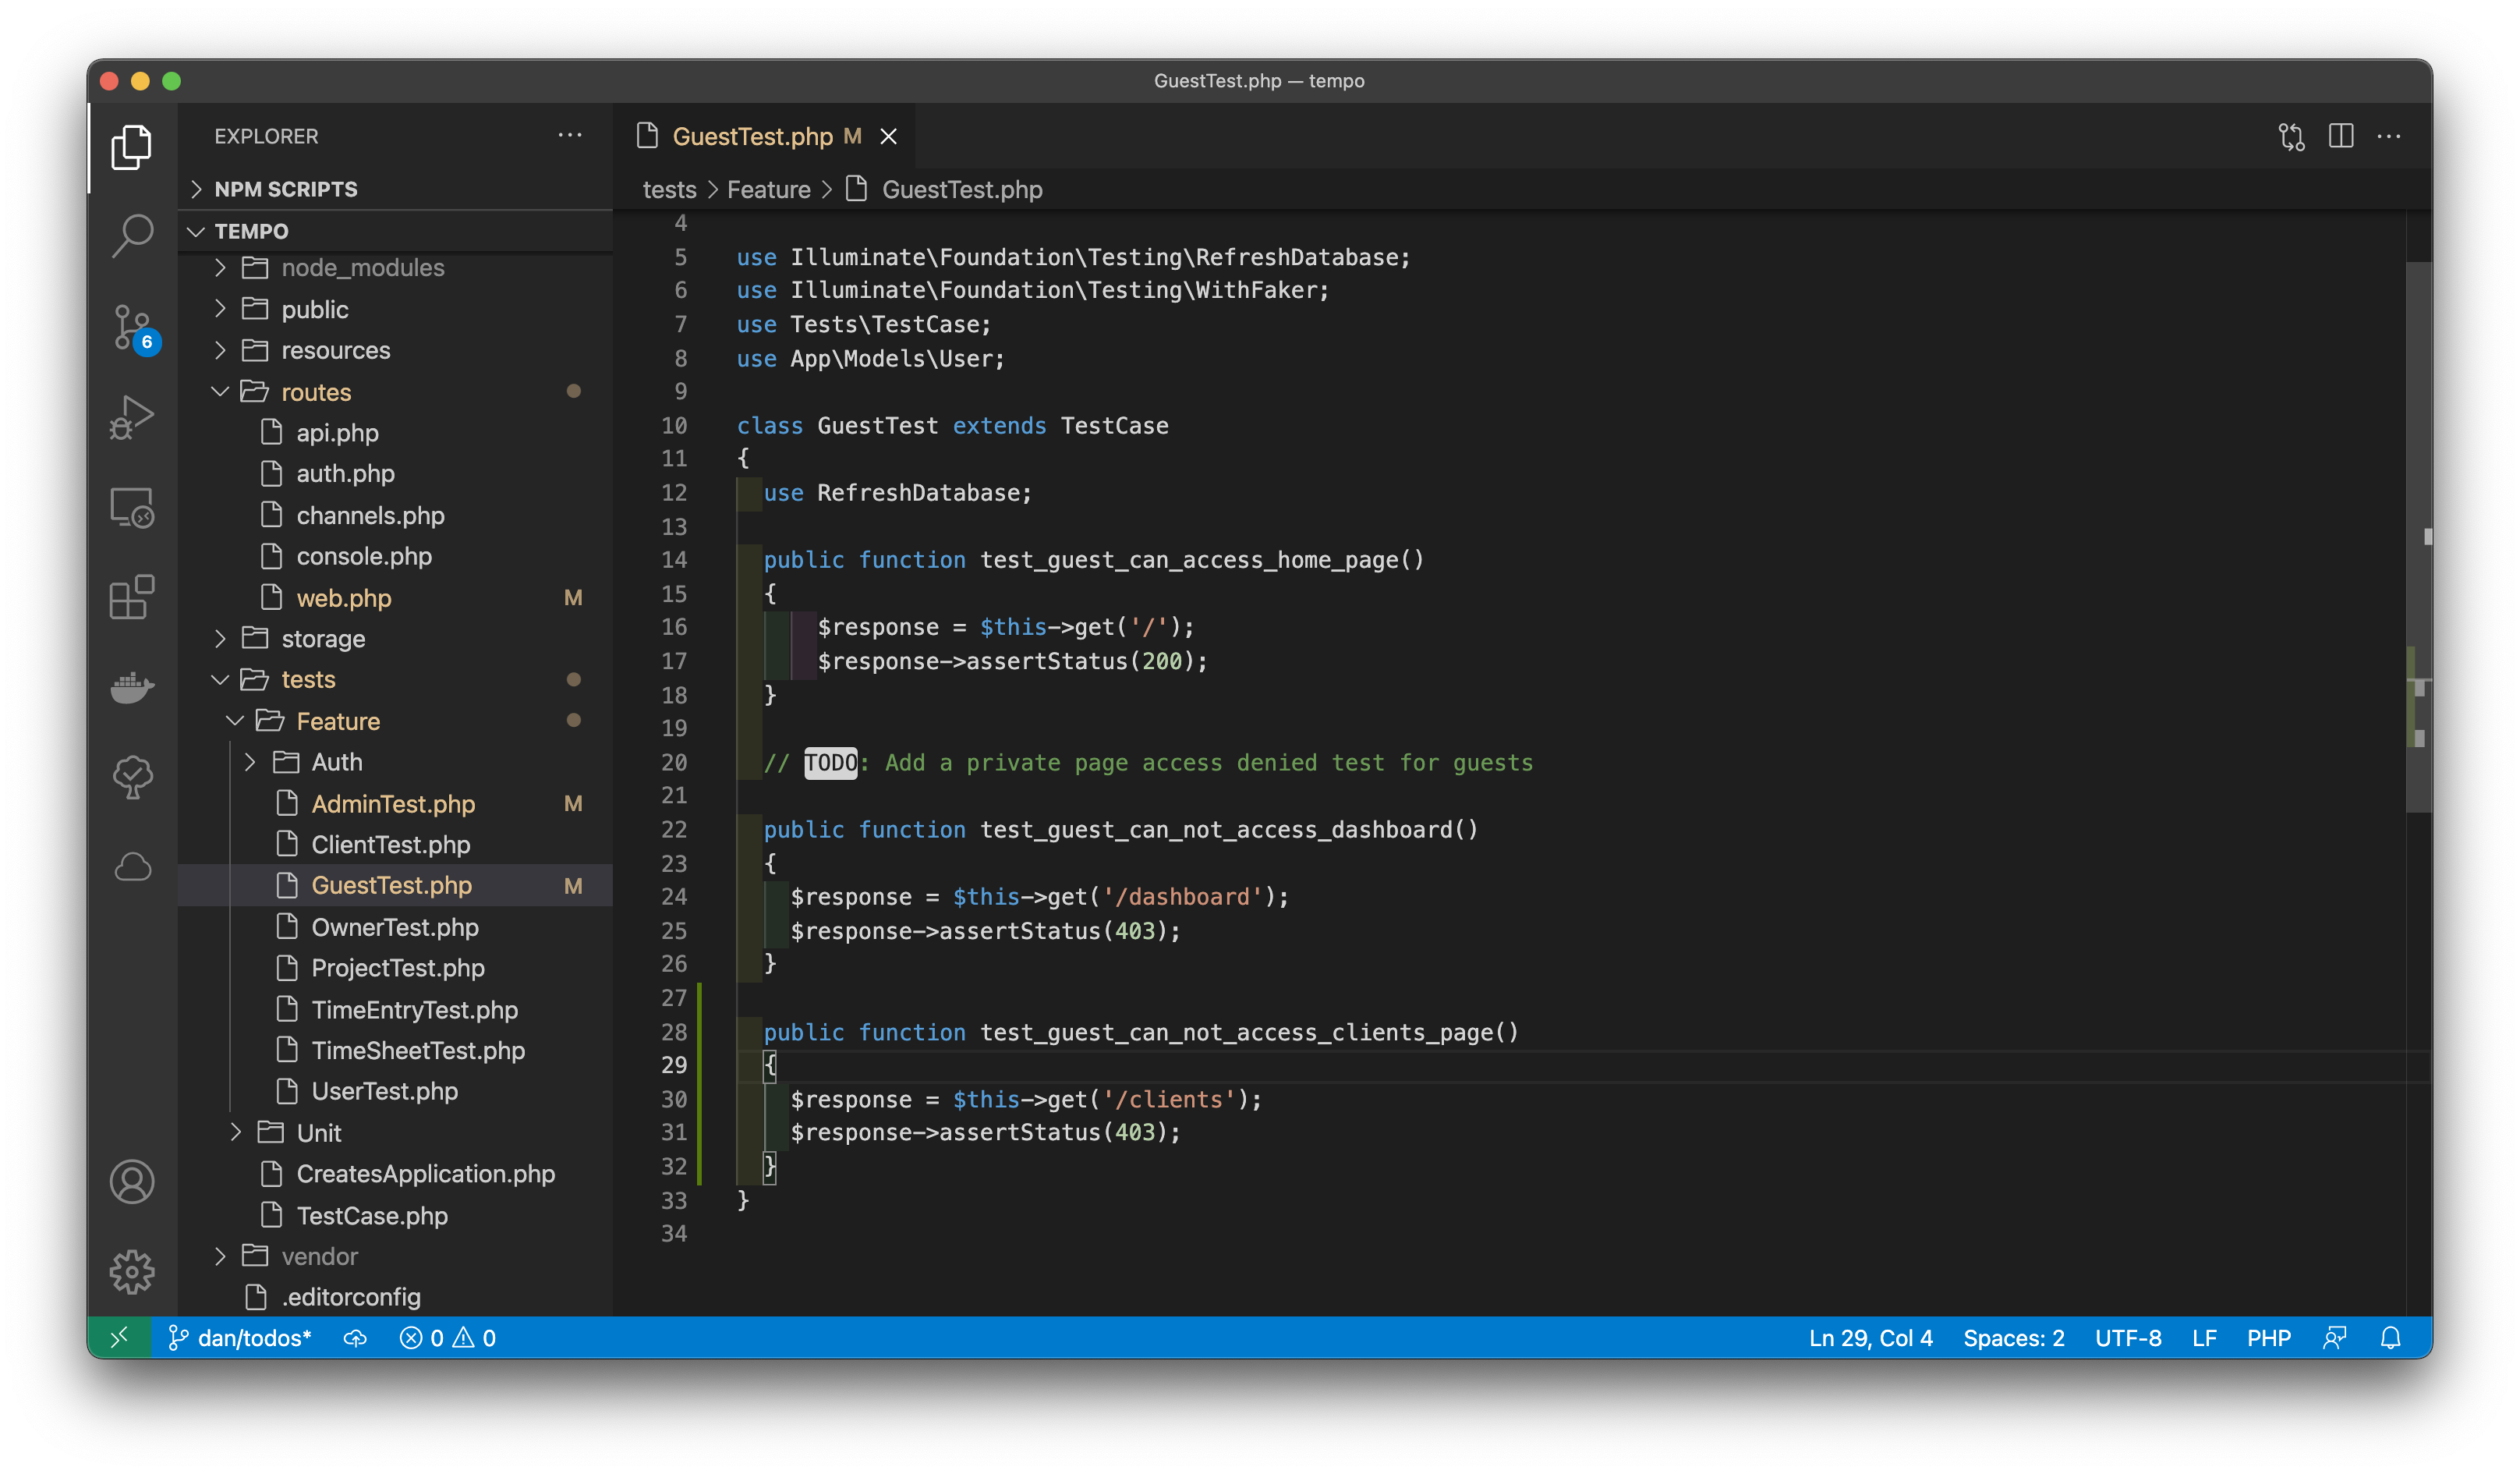 GuestTest.php — tempo
EXPLORER
NPM SCRIPTS
TEMPO
node_modules
public
resources
routes
api.php
auth.php
channels.php
console.php
web.php M
storage
tests
Feature
Auth
AdminTest.php M
ClientTest.php
GuestTest.php M
OwnerTest.php
ProjectTest.php
TimeEntryTest.php
TimeSheetTest.php
UserTest.php
Unit
CreatesApplication.php
TestCase.php
vendor
.editorconfig
6
GuestTest.php M
tests > Feature > GuestTest.php
4
5 use Illuminate\Foundation\Testing\RefreshDatabase;
6 use Illuminate\Foundation\Testing\WithFaker;
7 use Tests\TestCase;
8 use App\Models\User;
9
10 class GuestTest extends TestCase
11 {
12 use RefreshDatabase;
13
14 public function test_guest_can_access_home_page()
15 {
16 $response = $this->get('/');
17 $response->assertStatus(200);
18 }
19
20 // TODO: Add a private page access denied test for guests
21
22 public function test_guest_can_not_access_dashboard()
23 {
24 $response = $this->get('/dashboard');
25 $response->assertStatus(403);
26 }
27
28 public function test_guest_can_not_access_clients_page()
29 {
30 $response = $this->get('/clients');
31 $response->assertStatus(403);
32 }
33 }
34
dan/todos* 0 0 Ln 29, Col 4 Spaces: 2 UTF-8 LF PHP